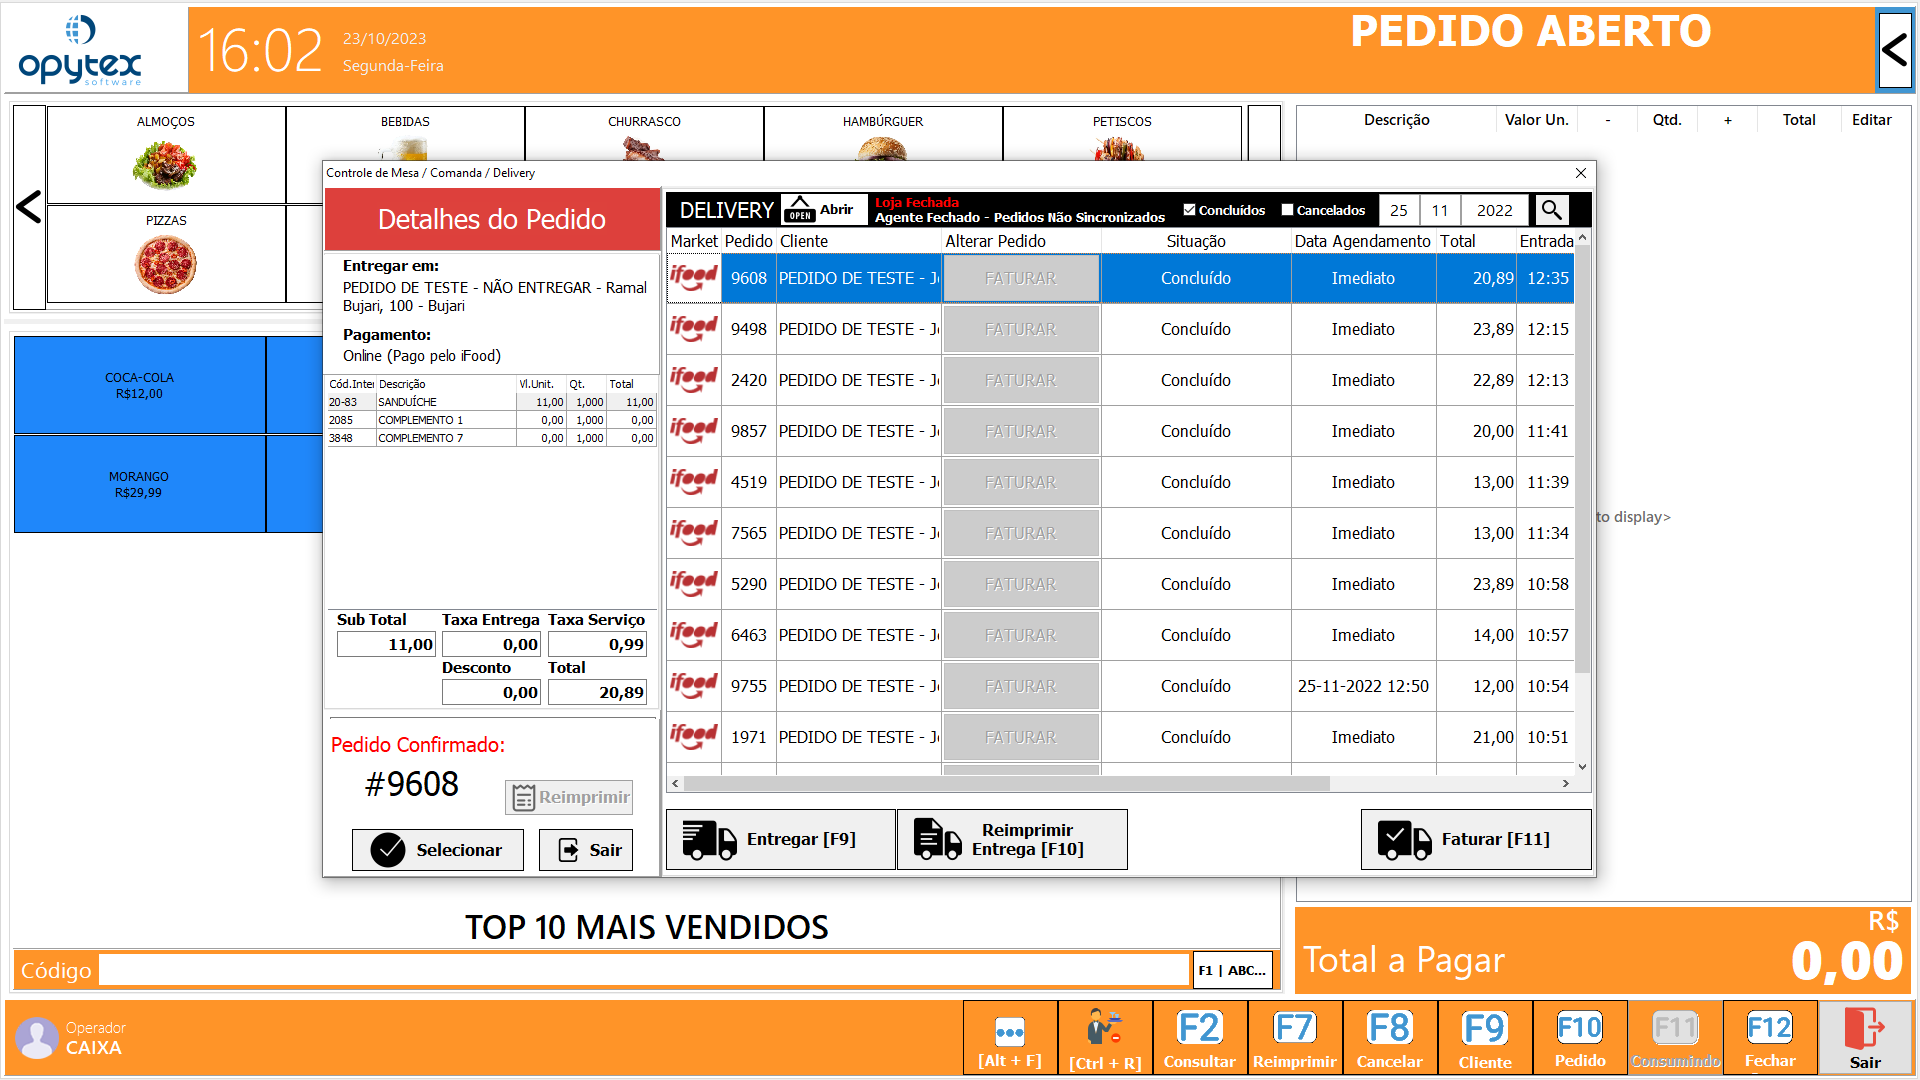 opytex
software
16:02
23/10/2023
Segunda-Feira
PEDIDO ABERTO
ALMOÇOS
BEBIDAS
CHURRASCO
HAMBÚRGUER
PETISCOS
PIZZAS
COCA-COLA
R$12,00
MORANGO
R$29,99
Descrição Valor Un. - Qtd. + Total Editar
to display>
Controle de Mesa / Comanda / Delivery
Detalhes do Pedido
Entregar em:
PEDIDO DE TESTE - NÃO ENTREGAR - Ramal
Bujari, 100 - Bujari
Pagamento:
Online (Pago pelo iFood)
Cód.Inter Descrição Vl.Unit. Qt. Total
20-83 SANDUÍCHE 11,00 1,000 11,00
2085 COMPLEMENTO 1 0,00 1,000 0,00
3848 COMPLEMENTO 7 0,00 1,000 0,00
Sub Total Taxa Entrega Taxa Serviço
11,00 0,00 0,99
Desconto Total
0,00 20,89
Pedido Confirmado:
#9608
Reimprimir
Selecionar
Sair
DELIVERY
OPEN
Abrir
Loja Fechada
Agente Fechado - Pedidos Não Sincronizados
Concluídos
Cancelados
25 11 2022
Market Pedido Cliente Alterar Pedido Situação Data Agendamento Total Entrada
ifood 9608 PEDIDO DE TESTE - J FATURAR Concluído Imediato 20,89 12:35
ifood 9498 PEDIDO DE TESTE - J FATURAR Concluído Imediato 23,89 12:15
ifood 2420 PEDIDO DE TESTE - J FATURAR Concluído Imediato 22,89 12:13
ifood 9857 PEDIDO DE TESTE - J FATURAR Concluído Imediato 20,00 11:41
ifood 4519 PEDIDO DE TESTE - J FATURAR Concluído Imediato 13,00 11:39
ifood 7565 PEDIDO DE TESTE - J FATURAR Concluído Imediato 13,00 11:34
ifood 5290 PEDIDO DE TESTE - J FATURAR Concluído Imediato 23,89 10:58
ifood 6463 PEDIDO DE TESTE - J FATURAR Concluído Imediato 14,00 10:57
ifood 9755 PEDIDO DE TESTE - J FATURAR Concluído 25-11-2022 12:50 12,00 10:54
ifood 1971 PEDIDO DE TESTE - J FATURAR Concluído Imediato 21,00 10:51
Entregar [F9]
Reimprimir
Entrega [F10]
Faturar [F11]
TOP 10 MAIS VENDIDOS
Código
F1 | ABC...
Total a Pagar
R$
0,00
Operador
CAIXA
[Alt + F]
[Ctrl + R]
F2
Consultar
F7
Reimprimir
F8
Cancelar
F9
Cliente
F10
Pedido
F11
Consumindo
F12
Fechar
Sair